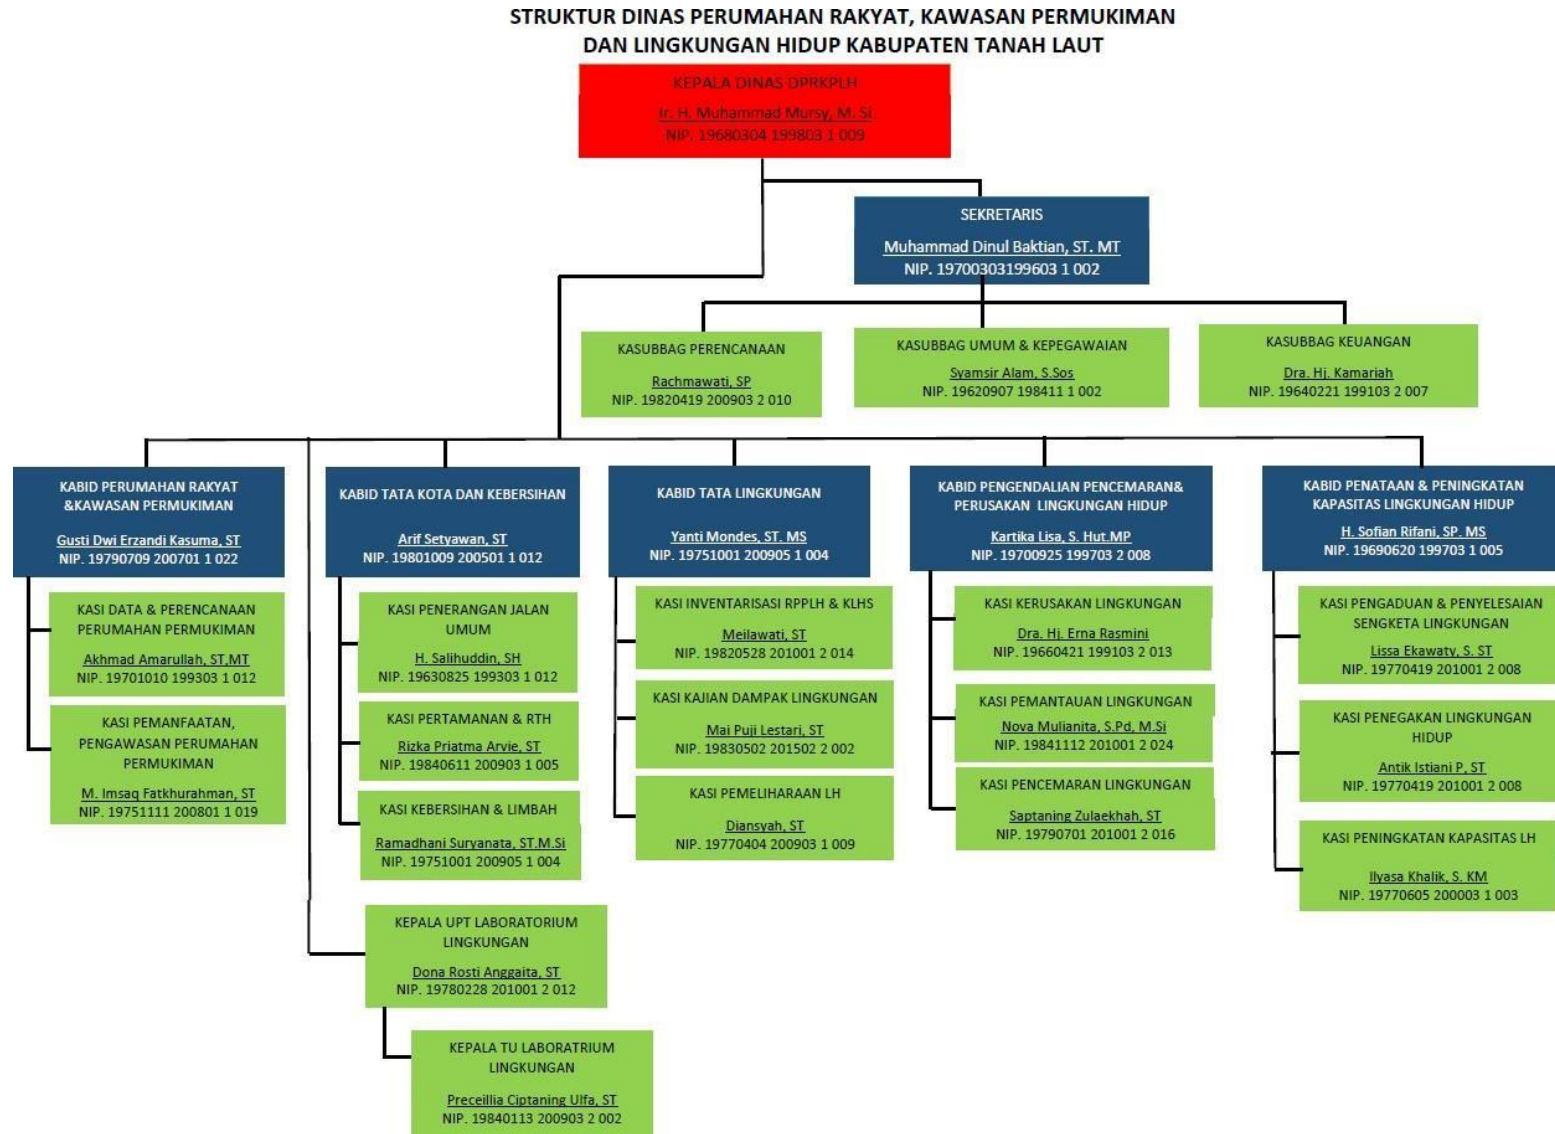 STRUKTUR DINAS PERUMAHAN RAKYAT, KAWASAN PERMUKIMAN
DAN LINGKUNGAN HIDUP KABUPATEN TANAH LAUT
KEPALA DINAS DPRKPLH
Ir. H. Muhammad Mursy, M. Si
NIP. 19680304 199803 1 009
SEKRETARIS
Muhammad Dinul Baktian, ST. MT
NIP. 19700303199603 1 002
KASUBBAG PERENCANAAN
Rachmawati, SP
NIP. 19820419 200903 2 010
KASUBBAG UMUM & KEPEGAWAIAN
Syamsir Alam, S.Sos
NIP. 19620907 198411 1 002
KASUBBAG KEUANGAN
Dra. Hj. Kamariah
NIP. 19640221 199103 2 007
KABID PERUMAHAN RAKYAT
&KAWASAN PERMUKIMAN
Gusti Dwi Erzandi Kasuma, ST
NIP. 19790709 200701 1 022
KASI DATA & PERENCANAAN
PERUMAHAN PERMUKIMAN
Akhmad Amarullah, ST,MT
NIP. 19701010 199303 1 012
KASI PEMANFAATAN,
PENGAWASAN PERUMAHAN
PERMUKIMAN
M. Imsaq Fatkhurahman, ST
NIP. 19751111 200801 1 019
KABID TATA KOTA DAN KEBERSIHAN
Arif Setyawan, ST
NIP. 19801009 200501 1 012
KASI PENERANGAN JALAN
UMUM
H. Salihuddin, SH
NIP. 19630825 199303 1 012
KASI PERTAMANAN & RTH
Rizka Priatma Arvie, ST
NIP. 19840611 200903 1 005
KASI KEBERSIHAN & LIMBAH
Ramadhani Suryanata, ST.M.Si
NIP. 19751001 200905 1 004
KEPALA UPT LABORATORIUM
LINGKUNGAN
Dona Rosti Anggaita, ST
NIP. 19780228 201001 2 012
KEPALA TU LABORATRIUM
LINGKUNGAN
Preceillia Ciptaning Ulfa, ST
NIP. 19840113 200903 2 002
KABID TATA LINGKUNGAN
Yanti Mondes, ST. MS
NIP. 19751001 200905 1 004
KASI INVENTARISASI RPPLH & KLHS
Meilawati, ST
NIP. 19820528 201001 2 014
KASI KAJIAN DAMPAK LINGKUNGAN
Mai Puji Lestari, ST
NIP. 19830502 201502 2 002
KASI PEMELIHARAAN LH
Diansyah, ST
NIP. 19770404 200903 1 009
KABID PENGENDALIAN PENCEMARAN&
PERUSAKAN LINGKUNGAN HIDUP
Kartika Lisa, S. Hut.MP
NIP. 19700925 199703 2 008
KASI KERUSAKAN LINGKUNGAN
Dra. Hj. Erna Rasmini
NIP. 19660421 199103 2 013
KASI PEMANTAUAN LINGKUNGAN
Nova Mulianita, S.Pd, M.Si
NIP. 19841112 201001 2 024
KASI PENCEMARAN LINGKUNGAN
Saptaning Zulaekhah, ST
NIP. 19790701 201001 2 016
KABID PENATAAN & PENINGKATAN
KAPASITAS LINGKUNGAN HIDUP
H. Sofian Rifani, SP. MS
NIP. 19690620 199703 1 005
KASI PENGADUAN & PENYELESAIAN
SENGKETA LINGKUNGAN
Lissa Ekawaty, S. ST
NIP. 19770419 201001 2 008
KASI PENEGAKAN LINGKUNGAN
HIDUP
Antik Istiani P, ST
NIP. 19770419 201001 2 008
KASI PENINGKATAN KAPASITAS LH
Ilyasa Khalik, S. KM
NIP. 19770605 200003 1 003